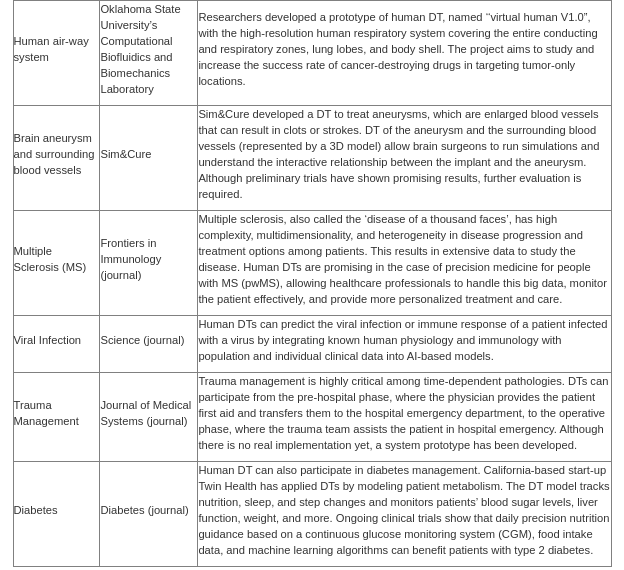 Human air-way
system
Oklahoma State
University’s
Computational
Biofluidics and
Biomechanics
Laboratory
Researchers developed a prototype of human DT, named “virtual human V1.0”,
with the high-resolution human respiratory system covering the entire conducting
and respiratory zones, lung lobes, and body shell. The project aims to study and
increase the success rate of cancer-destroying drugs in targeting tumor-only
locations.
Brain aneurysm
and surrounding
blood vessels
Sim&Cure
Sim&Cure developed a DT to treat aneurysms, which are enlarged blood vessels
that can result in clots or strokes. DT of the aneurysm and the surrounding blood
vessels (represented by a 3D model) allow brain surgeons to run simulations and
understand the interactive relationship between the implant and the aneurysm.
Although preliminary trials have shown promising results, further evaluation is
required.
Multiple
Sclerosis (MS)
Frontiers in
Immunology
(journal)
Multiple sclerosis, also called the ‘disease of a thousand faces’, has high
complexity, multidimensionality, and heterogeneity in disease progression and
treatment options among patients. This results in extensive data to study the
disease. Human DTs are promising in the case of precision medicine for people
with MS (pwMS), allowing healthcare professionals to handle this big data, monitor
the patient effectively, and provide more personalized treatment and care.
Viral Infection
Science (journal)
Human DTs can predict the viral infection or immune response of a patient infected
with a virus by integrating known human physiology and immunology with
population and individual clinical data into AI-based models.
Trauma
Management
Journal of Medical
Systems (journal)
Trauma management is highly critical among time-dependent pathologies. DTs can
participate from the pre-hospital phase, where the physician provides the patient
first aid and transfers them to the hospital emergency department, to the operative
phase, where the trauma team assists the patient in hospital emergency. Although
there is no real implementation yet, a system prototype has been developed.
Diabetes
Diabetes (journal)
Human DT can also participate in diabetes management. California-based start-up
Twin Health has applied DTs by modeling patient metabolism. The DT model tracks
nutrition, sleep, and step changes and monitors patients’ blood sugar levels, liver
function, weight, and more. Ongoing clinical trials show that daily precision nutrition
guidance based on a continuous glucose monitoring system (CGM), food intake
data, and machine learning algorithms can benefit patients with type 2 diabetes.